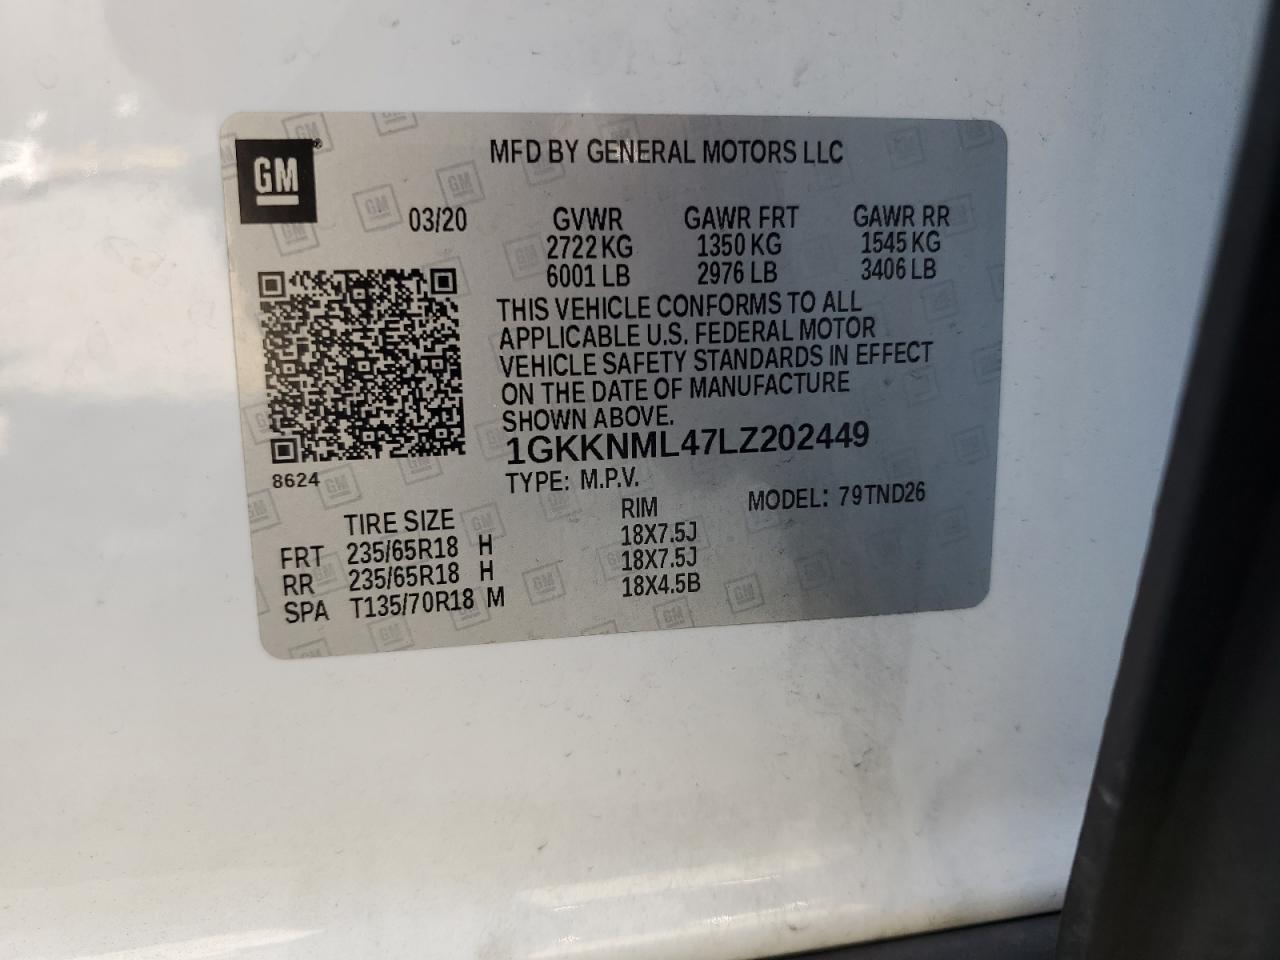 GM
MFD BY GENERAL MOTORS LLC
03/20 GVWR GAWR FRT GAWR RR
2722 KG 1350 KG 1545 KG
6001 LB 2976 LB 3406 LB
THIS VEHICLE CONFORMS TO ALL
APPLICABLE U.S. FEDERAL MOTOR
VEHICLE SAFETY STANDARDS IN EFFECT
ON THE DATE OF MANUFACTURE
SHOWN ABOVE.
1GKKNML47LZ202449
8624
TYPE: M.P.V. MODEL: 79TND26
TIRE SIZE RIM
FRT 235/65R18 H 18X7.5J
RR 235/65R18 H 18X7.5J
SPA T135/70R18 M 18X4.5B